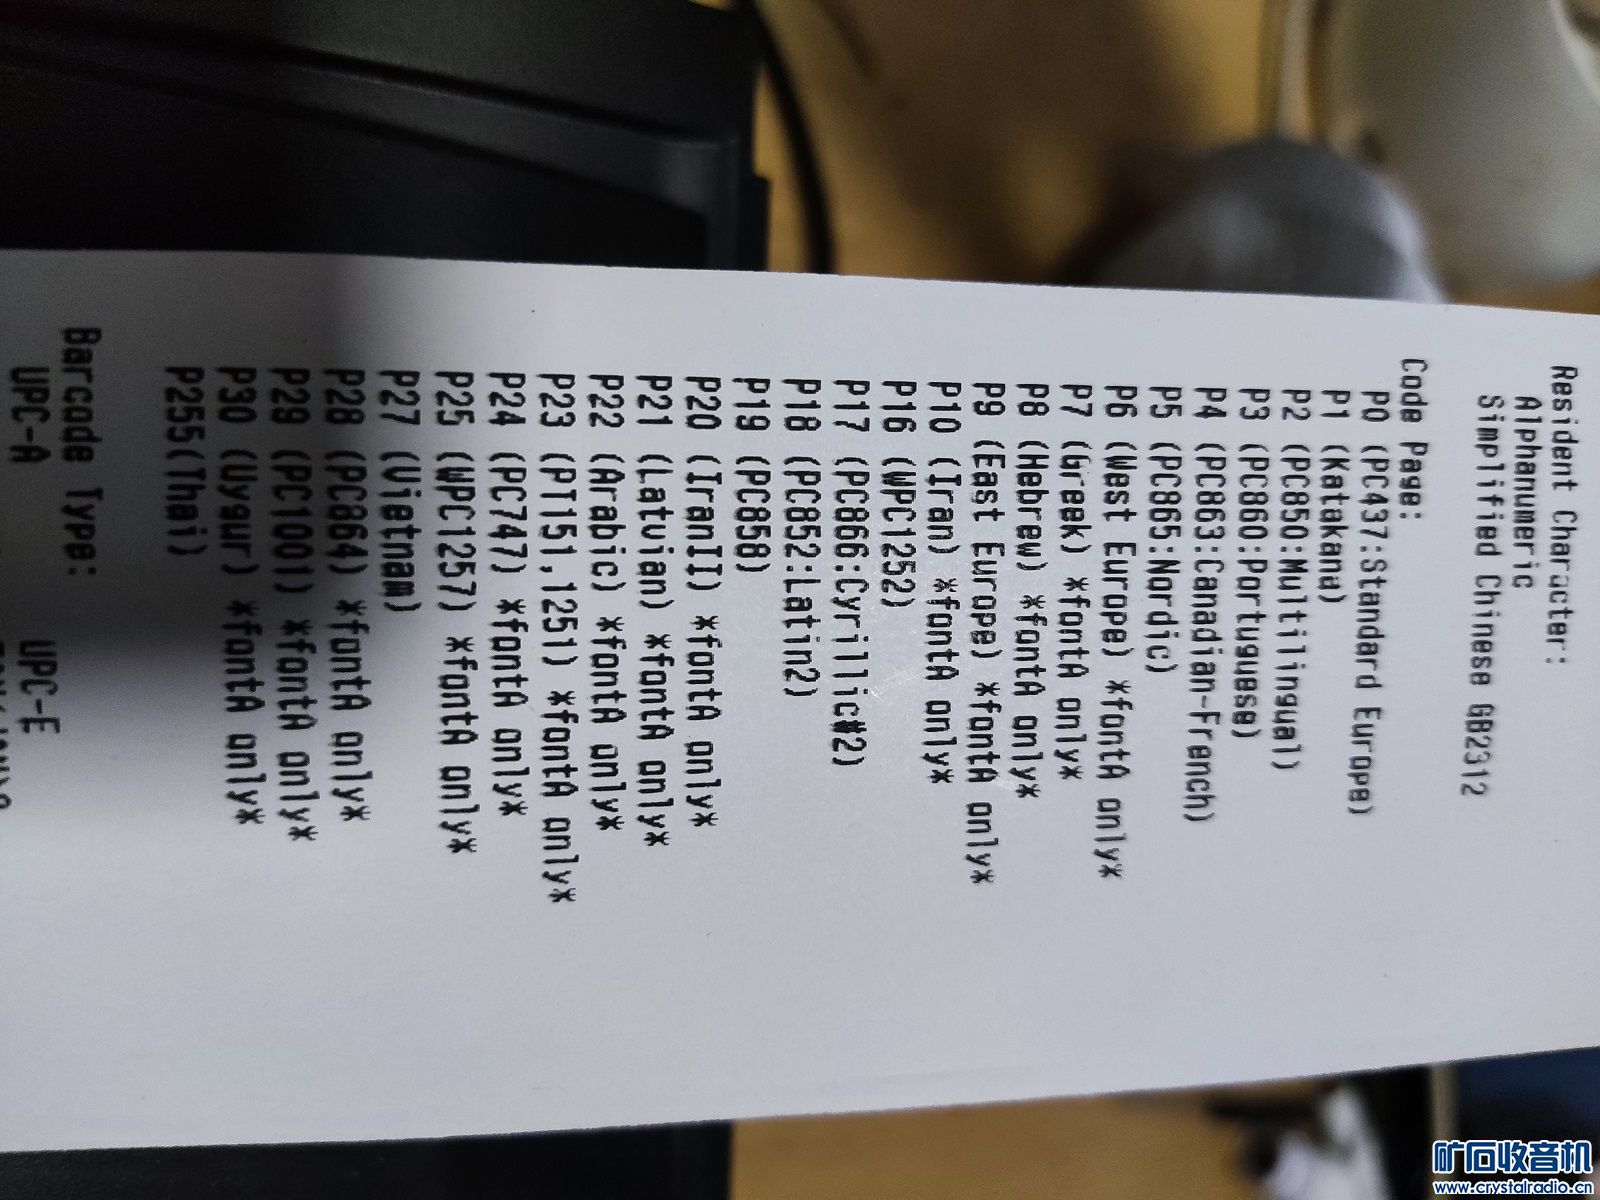 Resident Character:
Alphanumeric
Simplified Chinese GB2312
Code Page:
P0 (PC437:Standard Europe)
P1 (Katakana)
P2 (PC850:Multilingual)
P3 (PC860:Portuguese)
P4 (PC863:Canadian-French)
P5 (PC865:Nordic)
P6 (West Europe) *fontA only*
P7 (Greek) *fontA only*
P8 (Hebrew) *fontA only*
P9 (East Europe) *fontA only*
P10 (Iran) *fontA only*
P16 (WPC1252)
P17 (PC866:Cyrillic#2)
P18 (PC852:Latin2)
P19 (PC858)
P20 (IranII) *fontA only*
P21 (Latvian) *fontA only*
P22 (Arabic) *fontA only*
P23 (PT151,1251) *fontA only*
P24 (PC747) *fontA only*
P25 (WPC1257) *fontA only*
P27 (Vietnam)
P28 (PC864) *fontA only*
P29 (PC1001) *fontA only*
P30 (Uygur) *fontA only*
P255(Thai)
Barcode Type:
UPC-A UPC-E
矿石收音机
www.crystalradio.cn